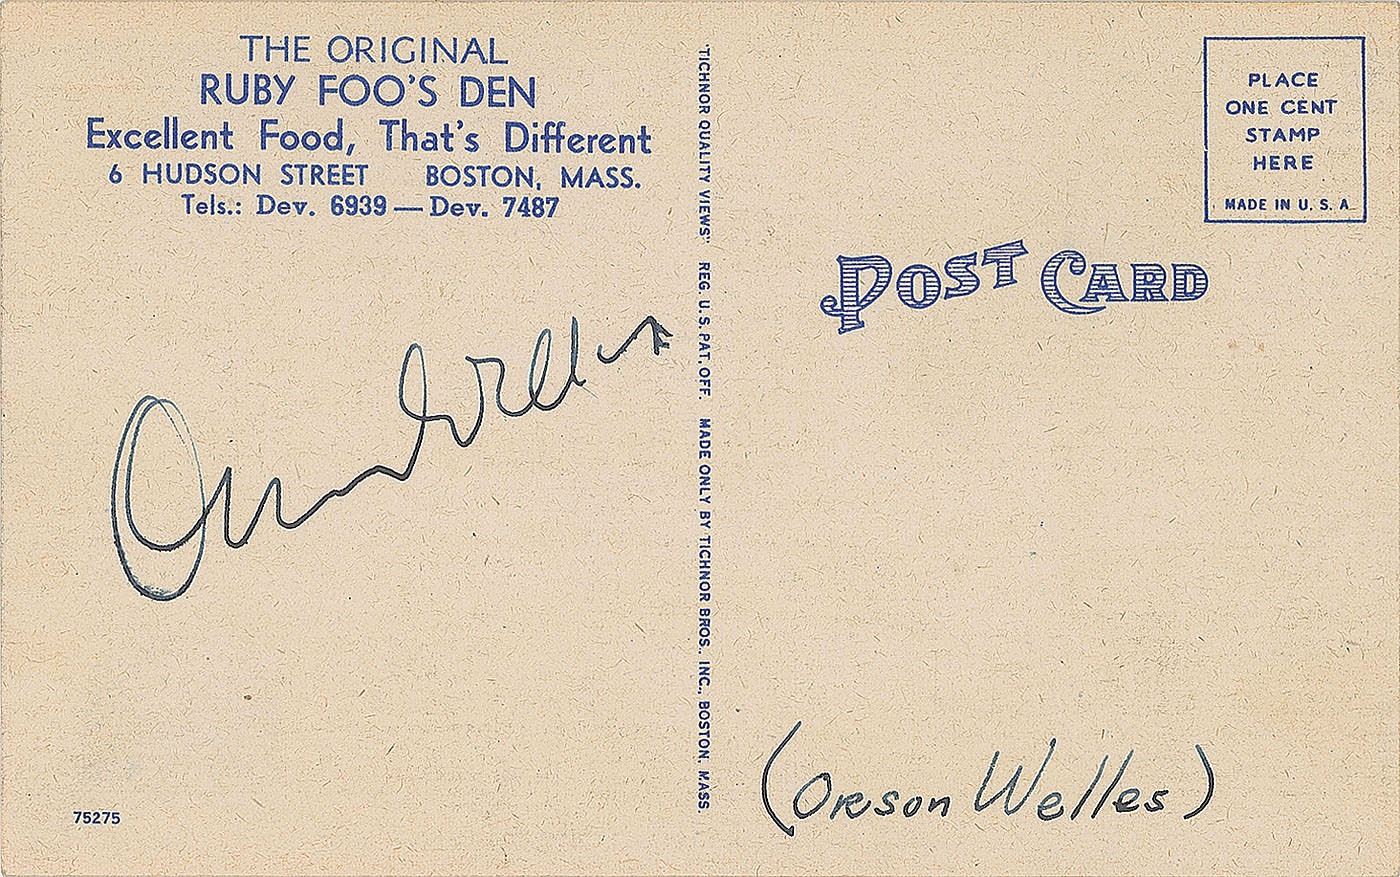 THE ORIGINAL
RUBY FOO'S DEN
Excellent Food, That's Different
6 HUDSON STREET BOSTON, MASS.
Tels.: Dev. 6939 — Dev. 7487
Orson Welles
75275
"TICHNOR QUALITY VIEWS" REG. U.S. PAT. OFF. MADE ONLY BY TICHNOR BROS., INC., BOSTON, MASS.
PLACE
ONE CENT
STAMP
HERE
MADE IN U. S. A.
POST CARD
(Orson Welles)